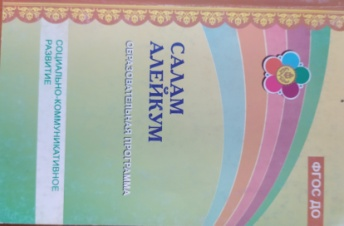 ФГОС ДО
САЛАМ
АЛЕЙКУМ
ОБРАЗОВАТЕЛЬНАЯ ПРОГРАММА
СОЦИАЛЬНО-КОММУНИКАТИВНОЕ
РАЗВИТИЕ